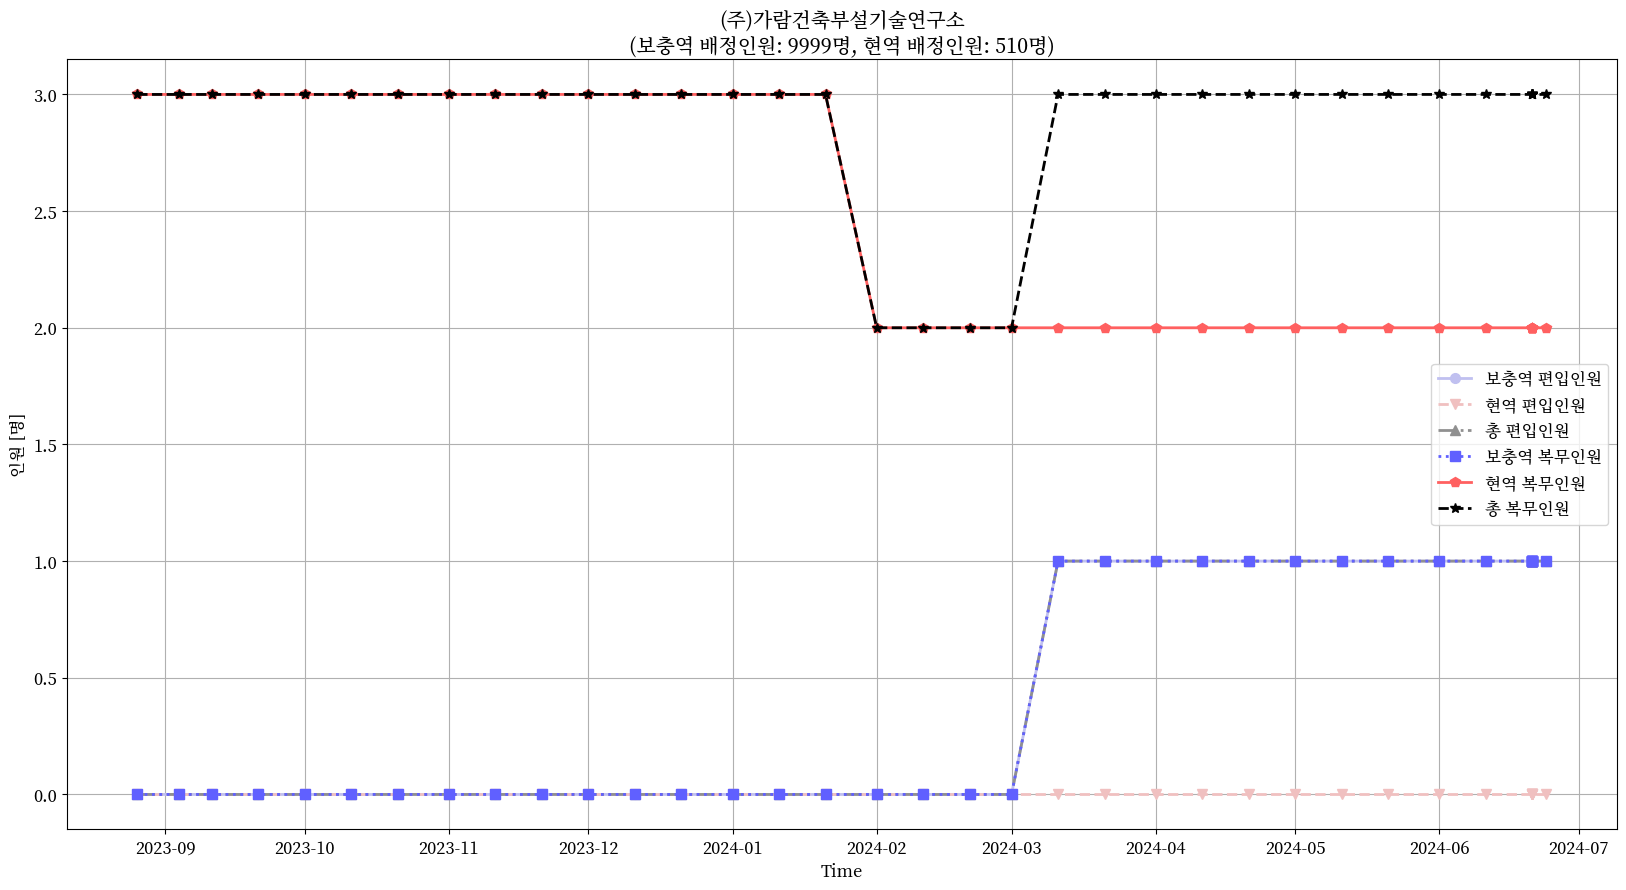 (주)가람건축부설기술연구소
(보충역 배정인원: 9999명, 현역 배정인원: 510명)
3.0
2.5
2.0
1.5
1.0
0.5
0.0
인원 [명]
보충역 편입인원
현역 편입인원
총 편입인원
보충역 복무인원
현역 복무인원
총 복무인원
2023-09
2023-10
2023-11
2023-12
2024-01
2024-02
2024-03
2024-04
2024-05
2024-06
2024-07
Time